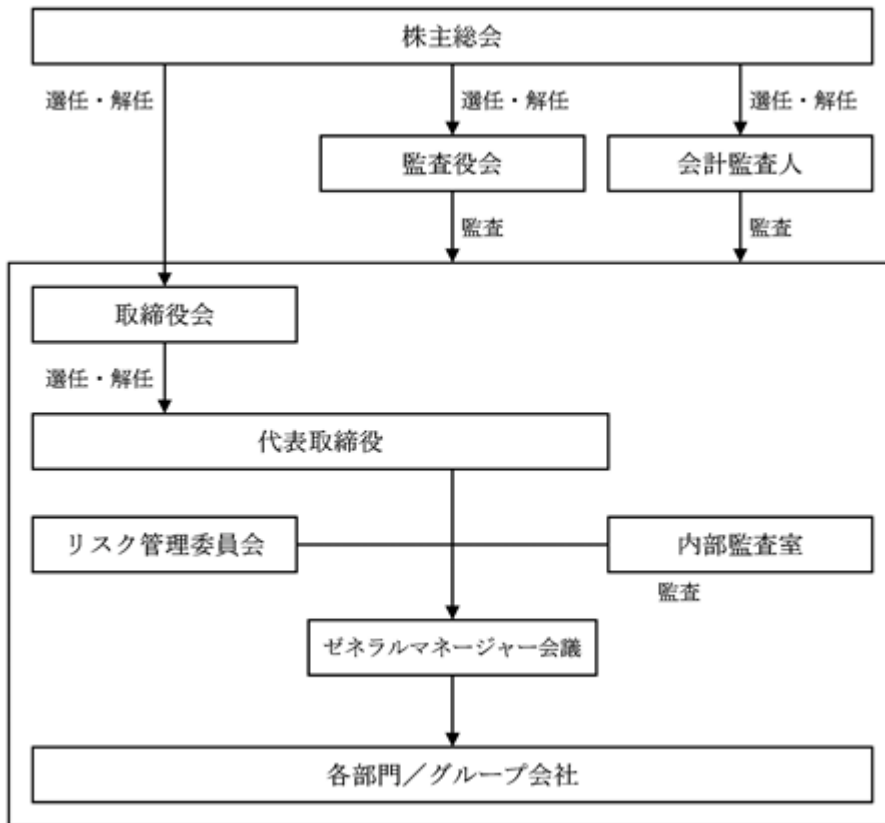 株主総会
選任・解任
選任・解任
選任・解任
監査役会
会計監査人
監査
監査
取締役会
選任・解任
代表取締役
リスク管理委員会
内部監査室
監査
ゼネラルマネージャー会議
各部門／グループ会社